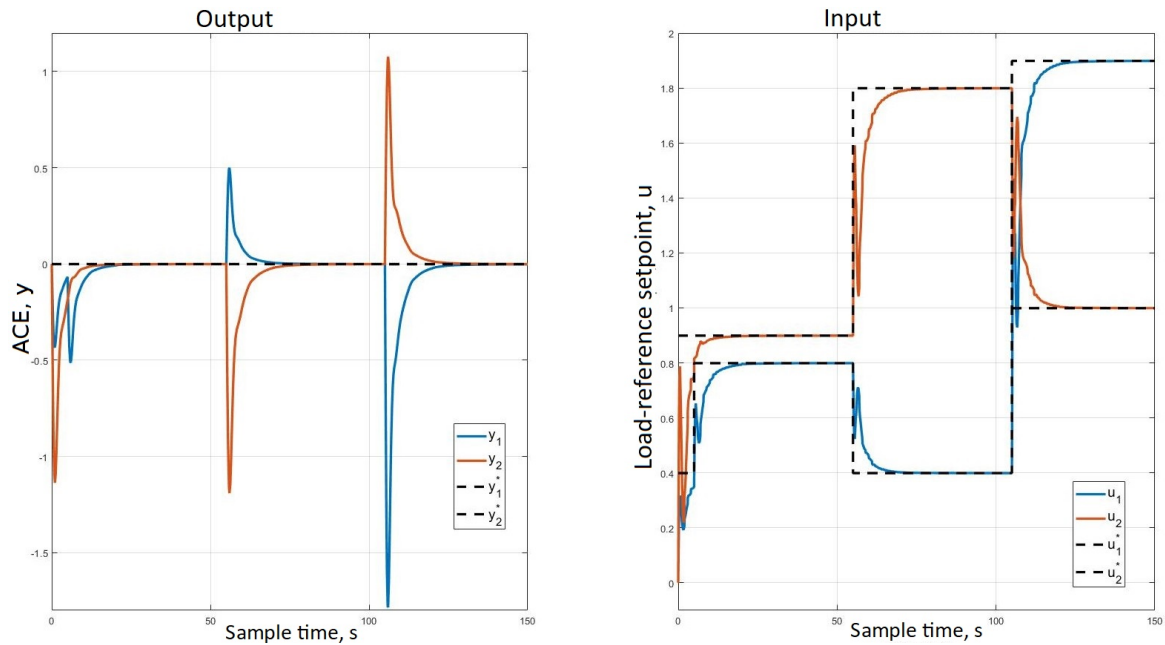 Output
1
0.5
0
-0.5
-1
-1.5
0
50
100
150
ACE, y
Sample time, s
y1
y2
y1*
y2*
Input
2
1.8
1.6
1.4
1.2
1
0.8
0.6
0.4
0.2
0
0
50
100
150
Load-reference setpoint, u
Sample time, s
u1
u2
u1*
u2*